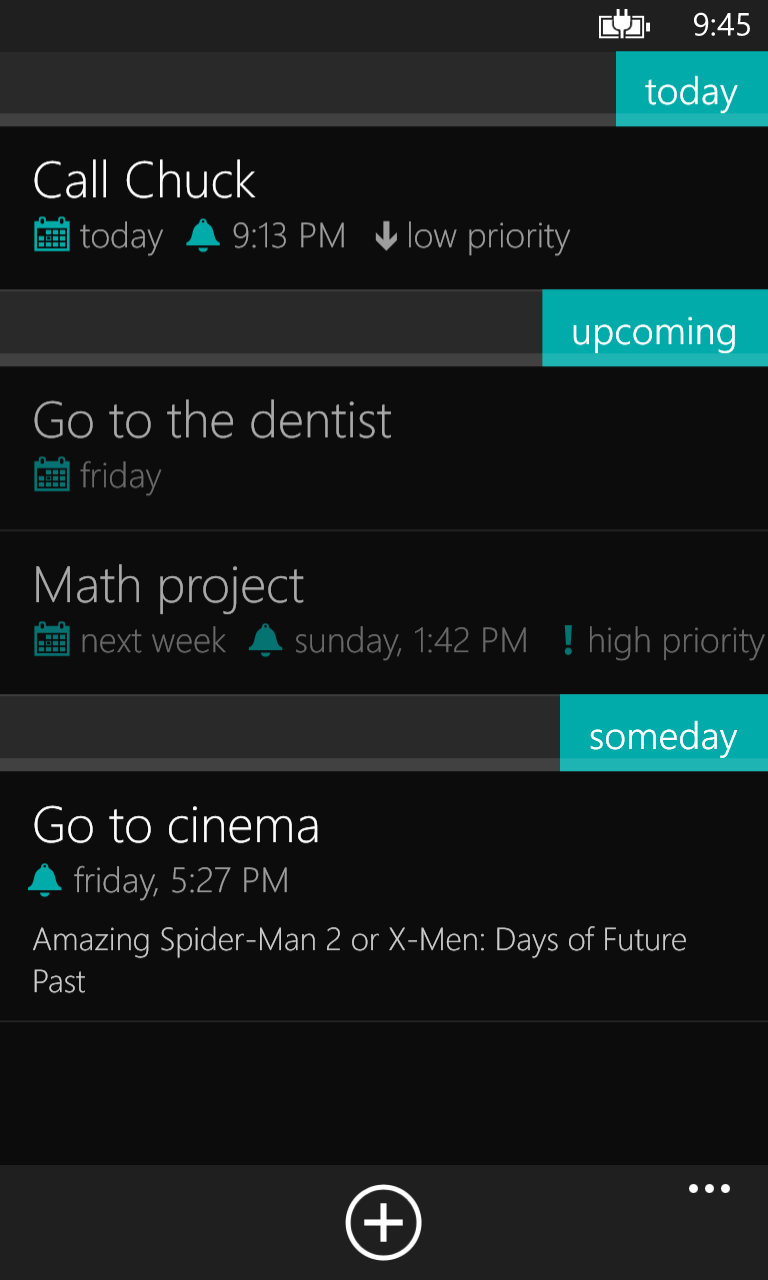 9:45
today
Call Chuck
today 9:13 PM low priority
upcoming
Go to the dentist
friday
Math project
next week sunday, 1:42 PM high priority
someday
Go to cinema
friday, 5:27 PM
Amazing Spider-Man 2 or X-Men: Days of Future
Past